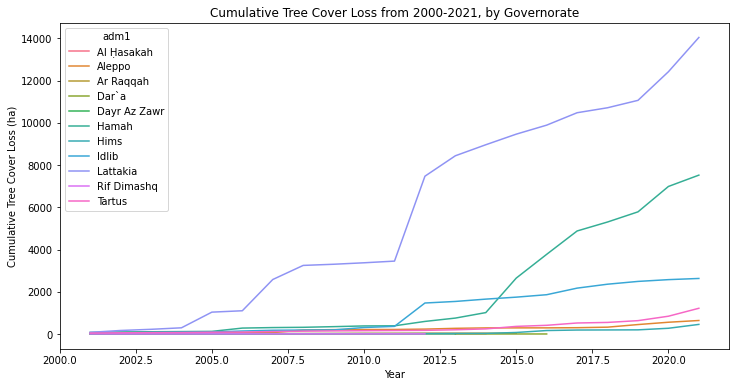 Cumulative Tree Cover Loss from 2000-2021, by Governorate
adm1
Al Ḥasakah
Aleppo
Ar Raqqah
Dar`a
Dayr Az Zawr
Hamah
Hims
Idlib
Lattakia
Rif Dimashq
Tartus
Cumulative Tree Cover Loss (ha)
14000
12000
10000
8000
6000
4000
2000
0
2000.0 2002.5 2005.0 2007.5 2010.0 2012.5 2015.0 2017.5 2020.0
Year